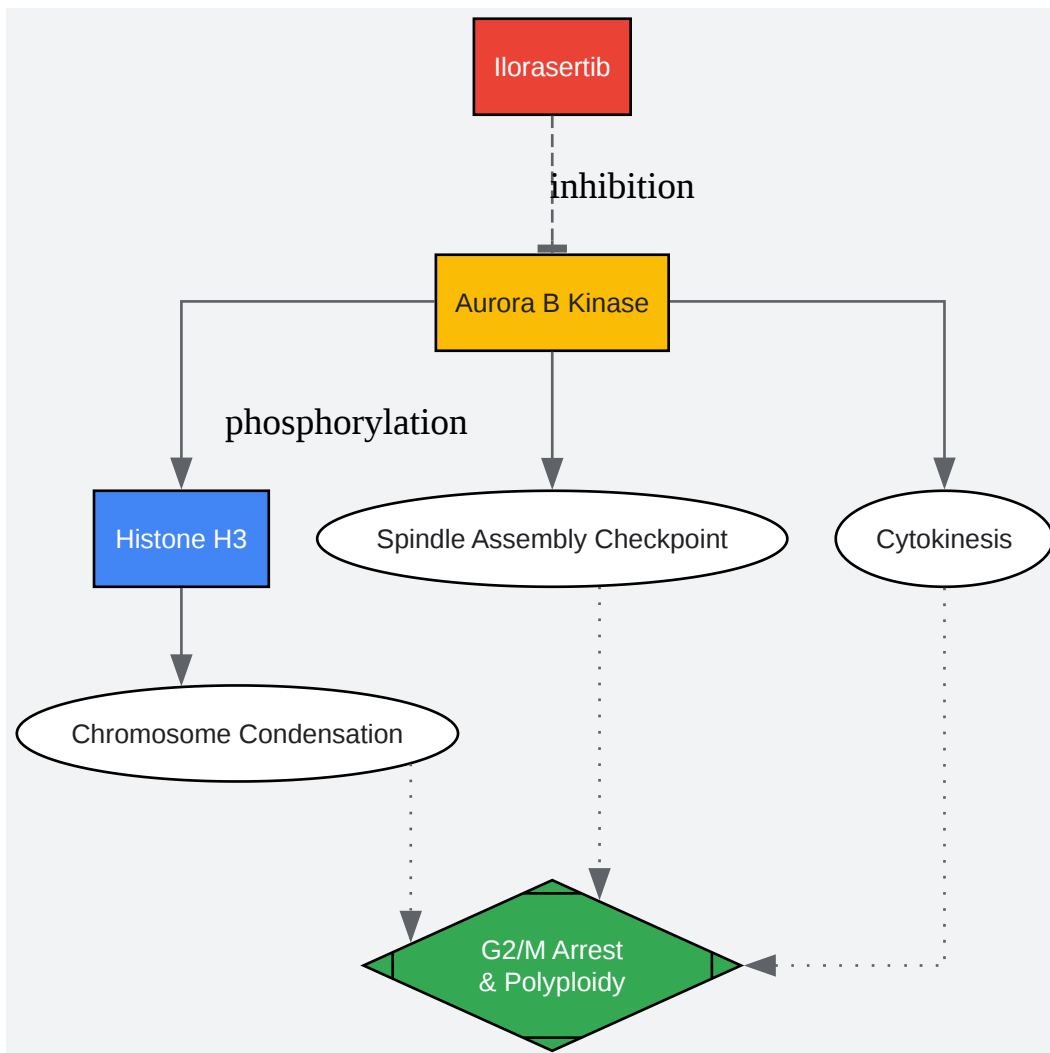 Ilorasertib
inhibition
Aurora B Kinase
phosphorylation
Histone H3
Spindle Assembly Checkpoint
Cytokinesis
Chromosome Condensation
G2/M Arrest
& Polyploidy